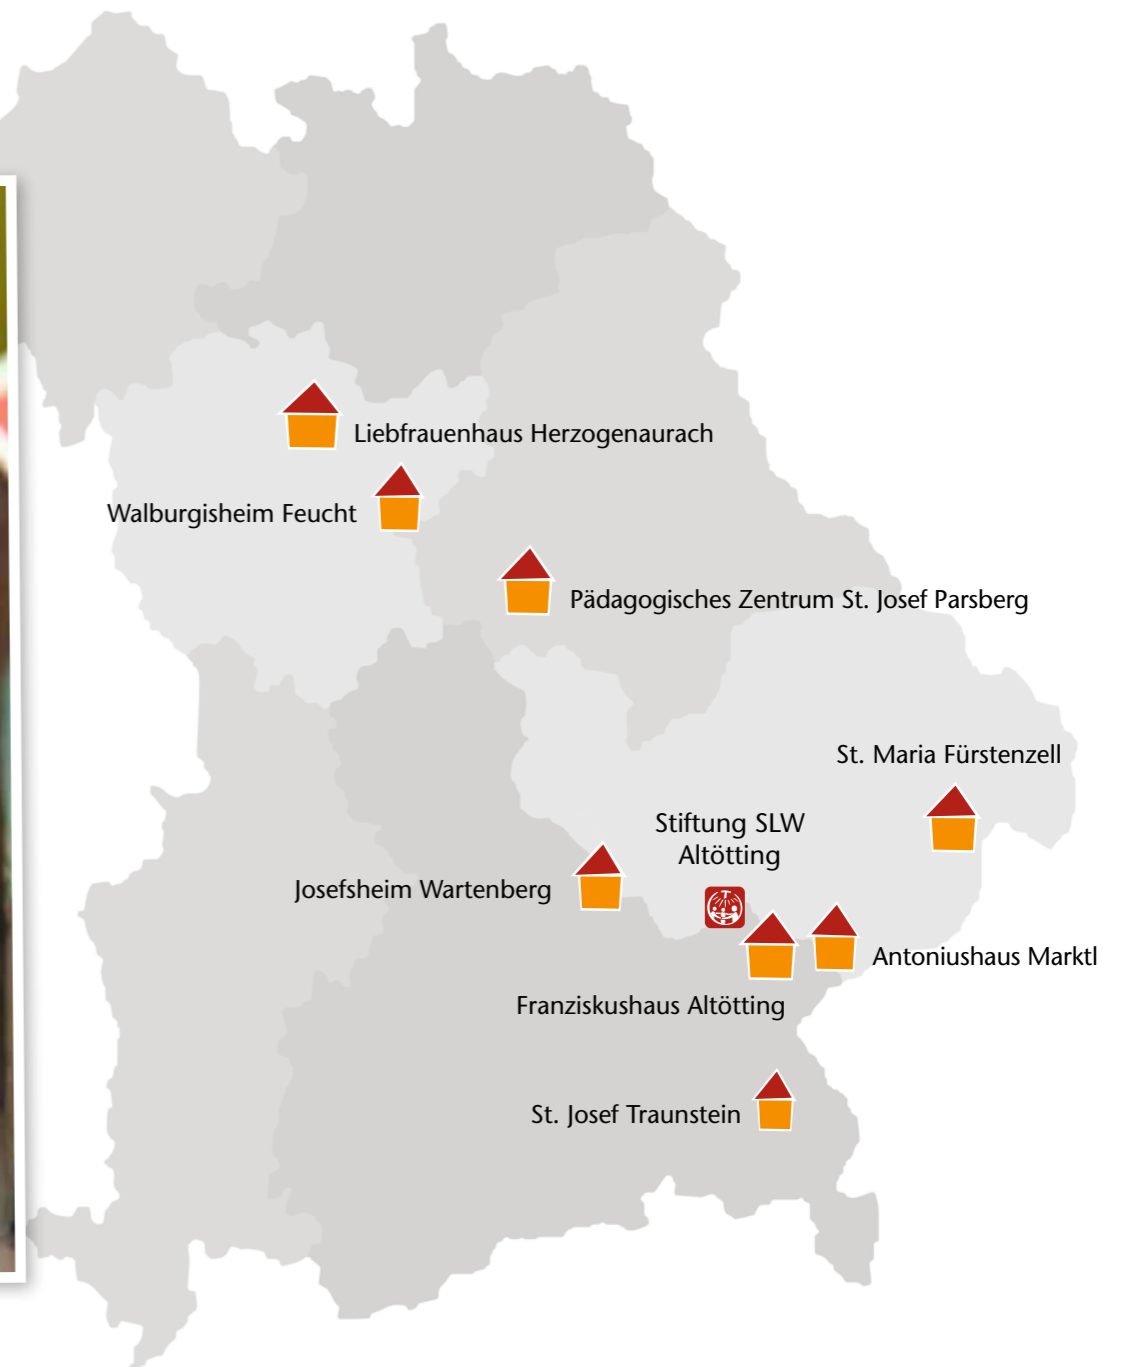 Liebfrauenhaus Herzogenaurach
Walburgisheim Feucht
Pädagogisches Zentrum St. Josef Parsberg
St. Maria Fürstenzell
Stiftung SLW
Altötting
Josefsheim Wartenberg
Antoniushaus Marktl
Franziskushaus Altötting
St. Josef Traunstein